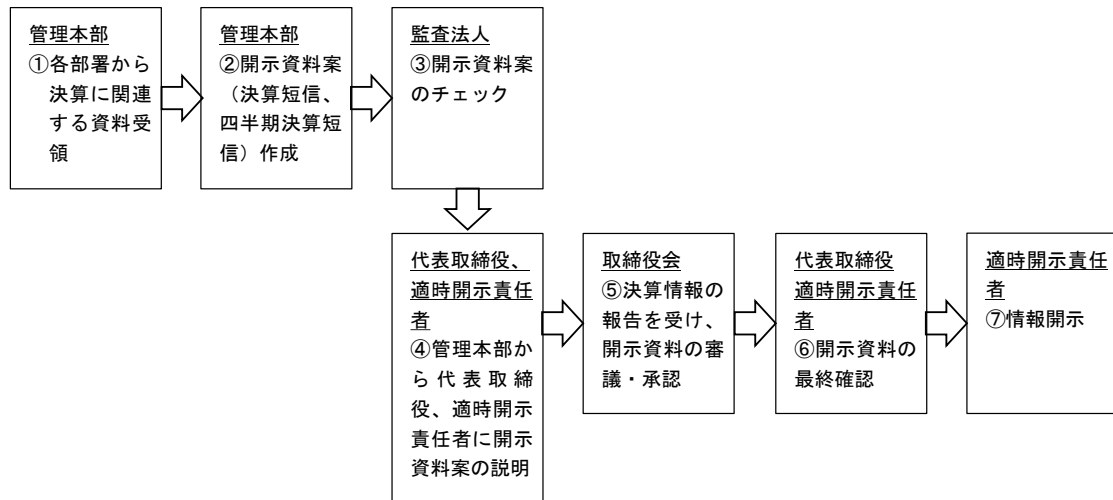 管理本部
①各部署から
決算に関連
する資料受
領
管理本部
②開示資料案
（決算短信、
四半期決算短
信）作成
監査法人
③開示資料案
のチェック
代表取締役、
適時開示責任
者
④管理本部か
ら代表取締
役、適時開示
責任者に開示
資料案の説明
取締役会
⑤決算情報の
報告を受け、
開示資料の審
議・承認
代表取締役
適時開示責任
者
⑥開示資料の
最終確認
適時開示責任
者
⑦情報開示